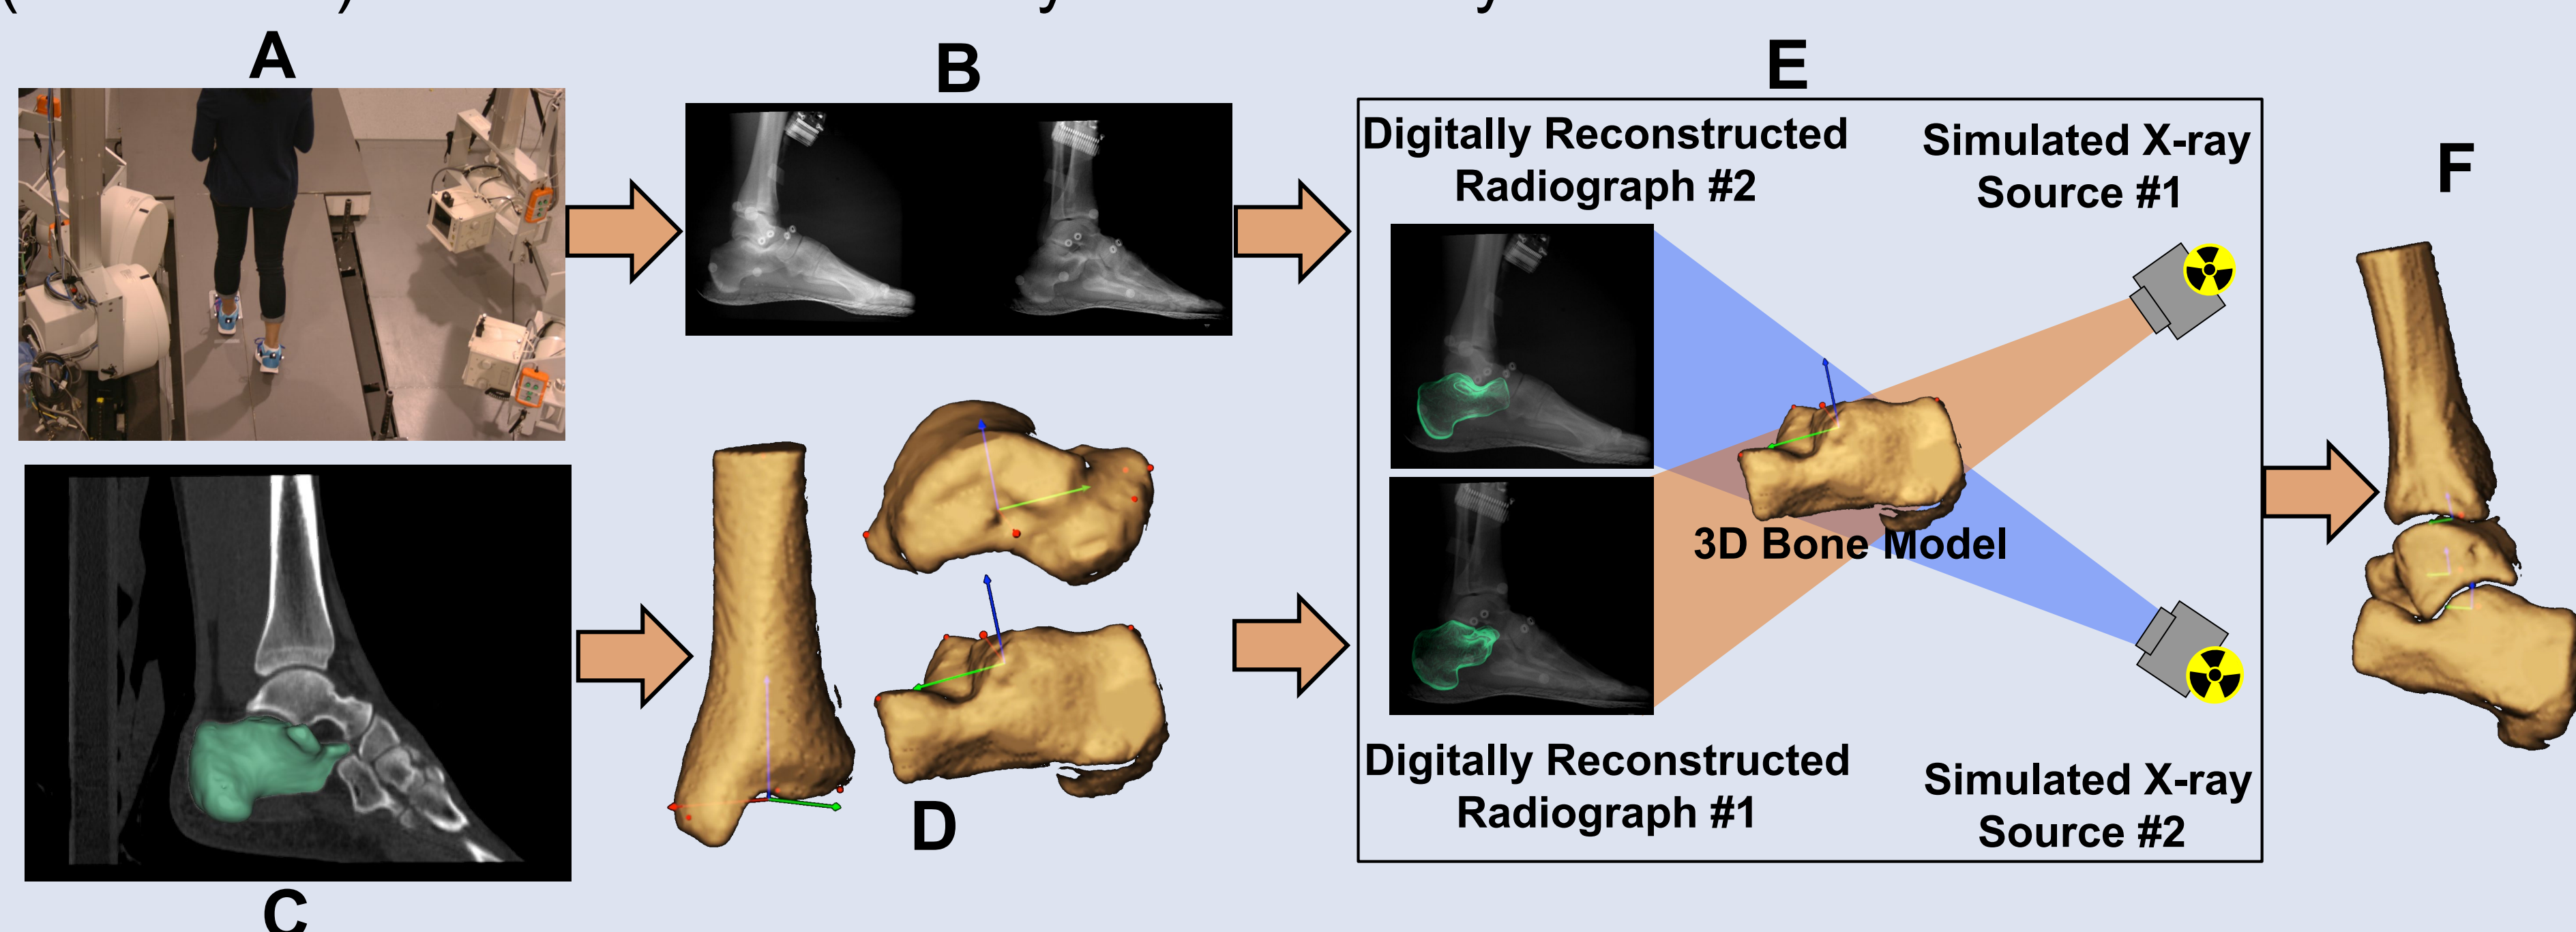 A
B
E
Digitally Reconstructed
Radiograph #2
Simulated X-ray
Source #1
F
3D Bone Model
Digitally Reconstructed
Radiograph #1
Simulated X-ray
Source #2
D
C